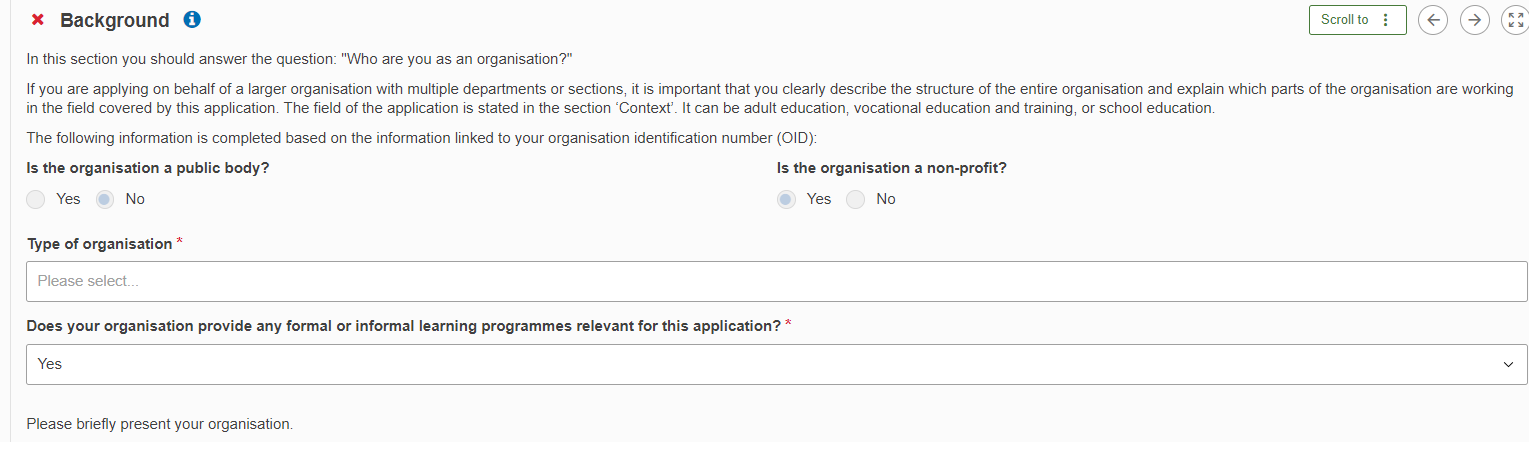 Background
Scroll to
In this section you should answer the question: "Who are you as an organisation?"
If you are applying on behalf of a larger organisation with multiple departments or sections, it is important that you clearly describe the structure of the entire organisation and explain which parts of the organisation are working
in the field covered by this application. The field of the application is stated in the section ‘Context’. It can be adult education, vocational education and training, or school education.
The following information is completed based on the information linked to your organisation identification number (OID):
Is the organisation a public body?
Yes No
Is the organisation a non-profit?
Yes No
Type of organisation *
Please select...
Does your organisation provide any formal or informal learning programmes relevant for this application? *
Yes
Please briefly present your organisation.